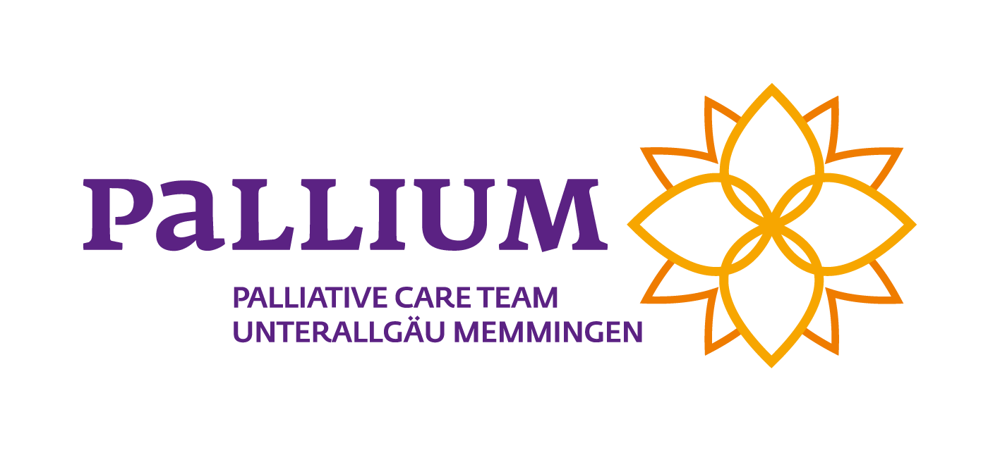 PaLLIUM
PALLIATIVE CARE TEAM
UNTERALLGÄU MEMMINGEN